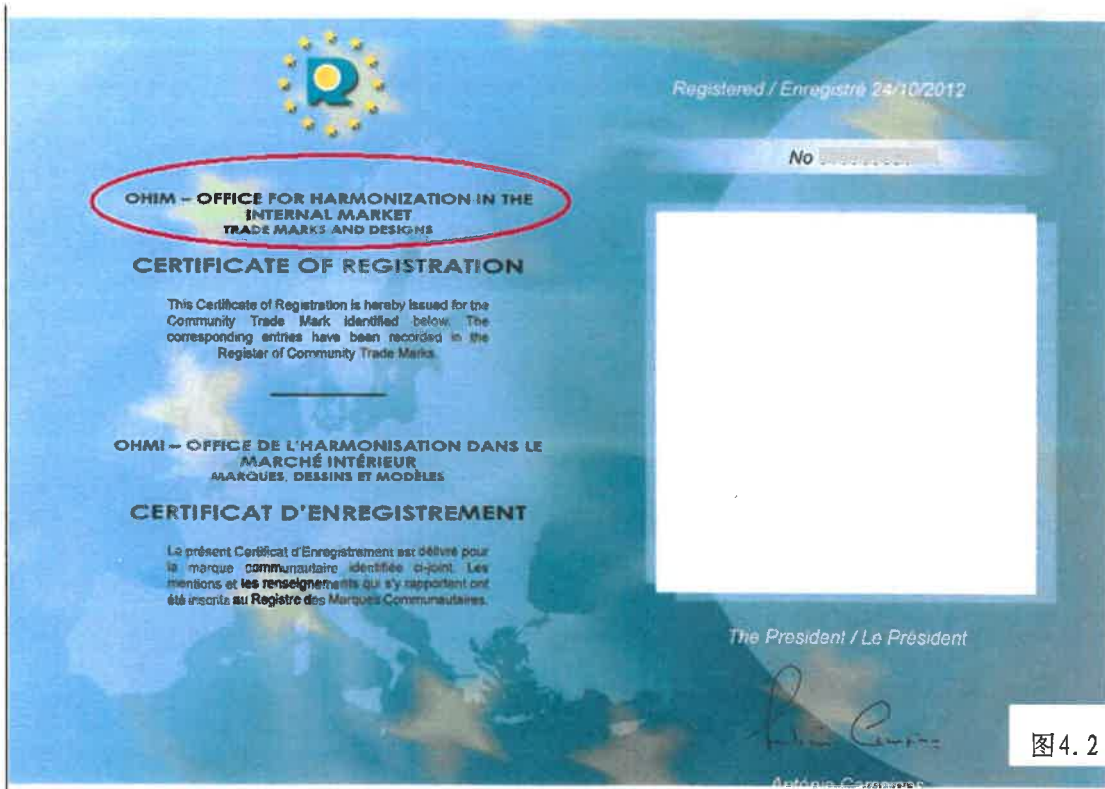 OHIM – OFFICE FOR HARMONIZATION IN THE
INTERNAL MARKET
TRADE MARKS AND DESIGNS
CERTIFICATE OF REGISTRATION
This Certificate of Registration is hereby issued for the
Community Trade Mark identified below. The
corresponding entries have been recorded in the
Register of Community Trade Marks.
OHMI – OFFICE DE L'HARMONISATION DANS LE
MARCHÉ INTÉRIEUR
MARQUES, DESSINS ET MODÈLES
CERTIFICAT D'ENREGISTREMENT
Le présent Certificat d'Enregistrement est délivré pour
la marque communautaire identifiée ci-joint. Les
mentions et les renseignements qui s'y rapportent ont
été inscrits au Registre des Marques Communautaires.
Registered / Enregistré 24/10/2012
No
The President / Le Président
António Campinos
图4.2